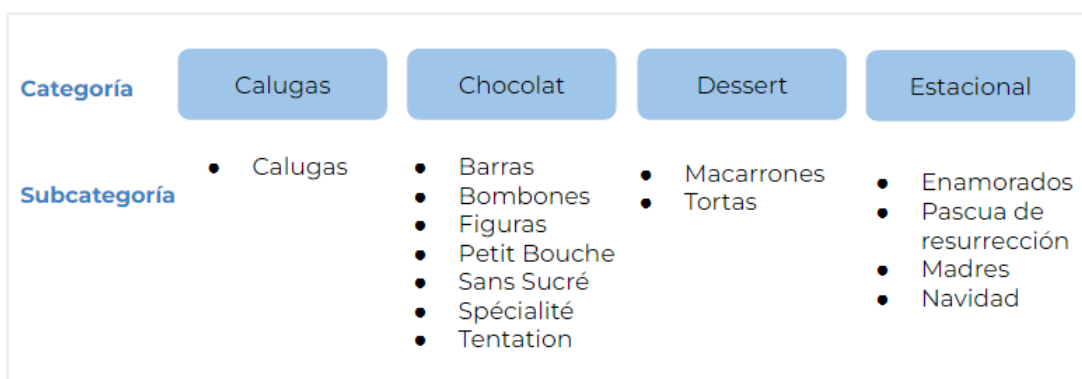 Categoría
Calugas
Chocolat
Dessert
Estacional
Subcategoría
● Calugas
● Barras
● Bombones
● Figuras
● Petit Bouche
● Sans Sucré
● Spécialité
● Tentation
● Macarrones
● Tortas
● Enamorados
● Pascua de
resurrección
● Madres
● Navidad